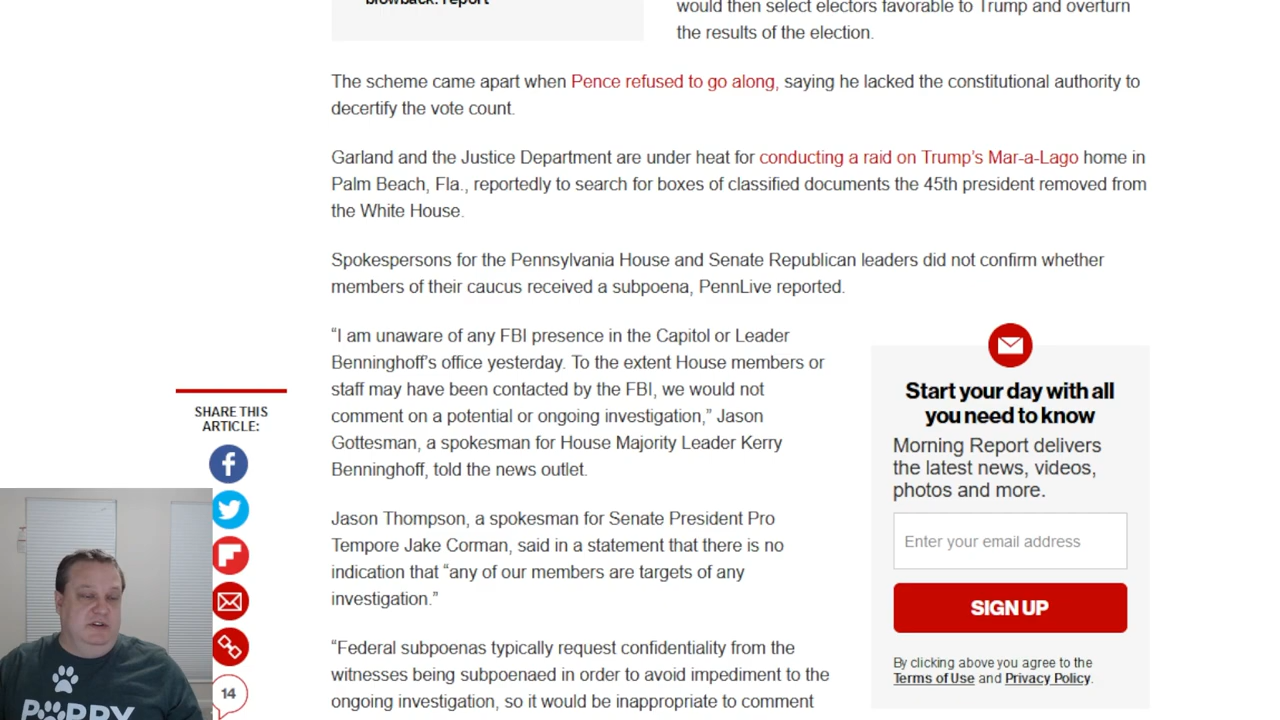 blowback: report
would then select electors favorable to Trump and overturn
the results of the election.
The scheme came apart when Pence refused to go along, saying he lacked the constitutional authority to
decertify the vote count.
Garland and the Justice Department are under heat for conducting a raid on Trump's Mar-a-Lago home in
Palm Beach, Fla., reportedly to search for boxes of classified documents the 45th president removed from
the White House.
Spokespersons for the Pennsylvania House and Senate Republican leaders did not confirm whether
members of their caucus received a subpoena, PennLive reported.
“I am unaware of any FBI presence in the Capitol or Leader
Benninghoff’s office yesterday. To the extent House members or
staff may have been contacted by the FBI, we would not
comment on a potential or ongoing investigation,” Jason
Gottesman, a spokesman for House Majority Leader Kerry
Benninghoff, told the news outlet.
Jason Thompson, a spokesman for Senate President Pro
Tempore Jake Corman, said in a statement that there is no
indication that “any of our members are targets of any
investigation.”
“Federal subpoenas typically request confidentiality from the
witnesses being subpoenaed in order to avoid impediment to the
ongoing investigation, so it would be inappropriate to comment
SHARE THIS
ARTICLE:
14
Start your day with all
you need to know
Morning Report delivers
the latest news, videos,
photos and more.
Enter your email address
SIGN UP
By clicking above you agree to the
Terms of Use and Privacy Policy.